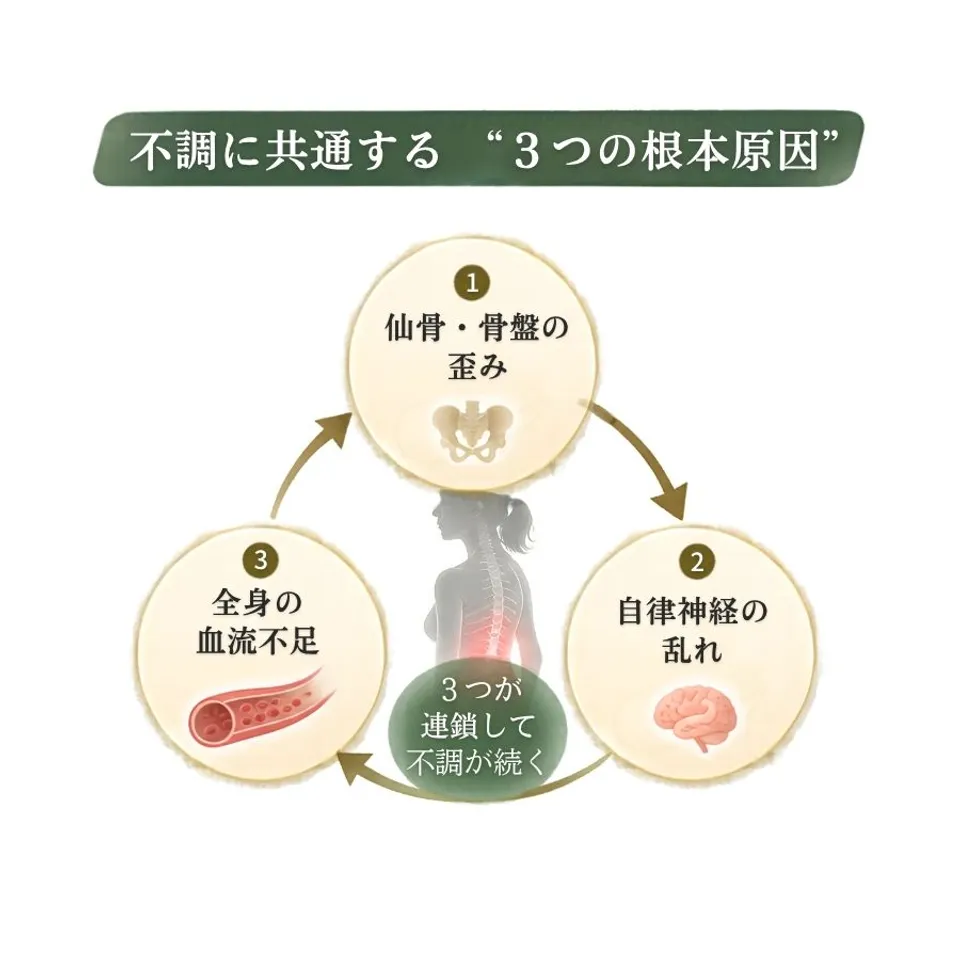 不調に共通する “３つの根本原因”
1
仙骨・骨盤の
歪み
2
自律神経の
乱れ
3
全身の
血流不足
３つが
連鎖して
不調が続く